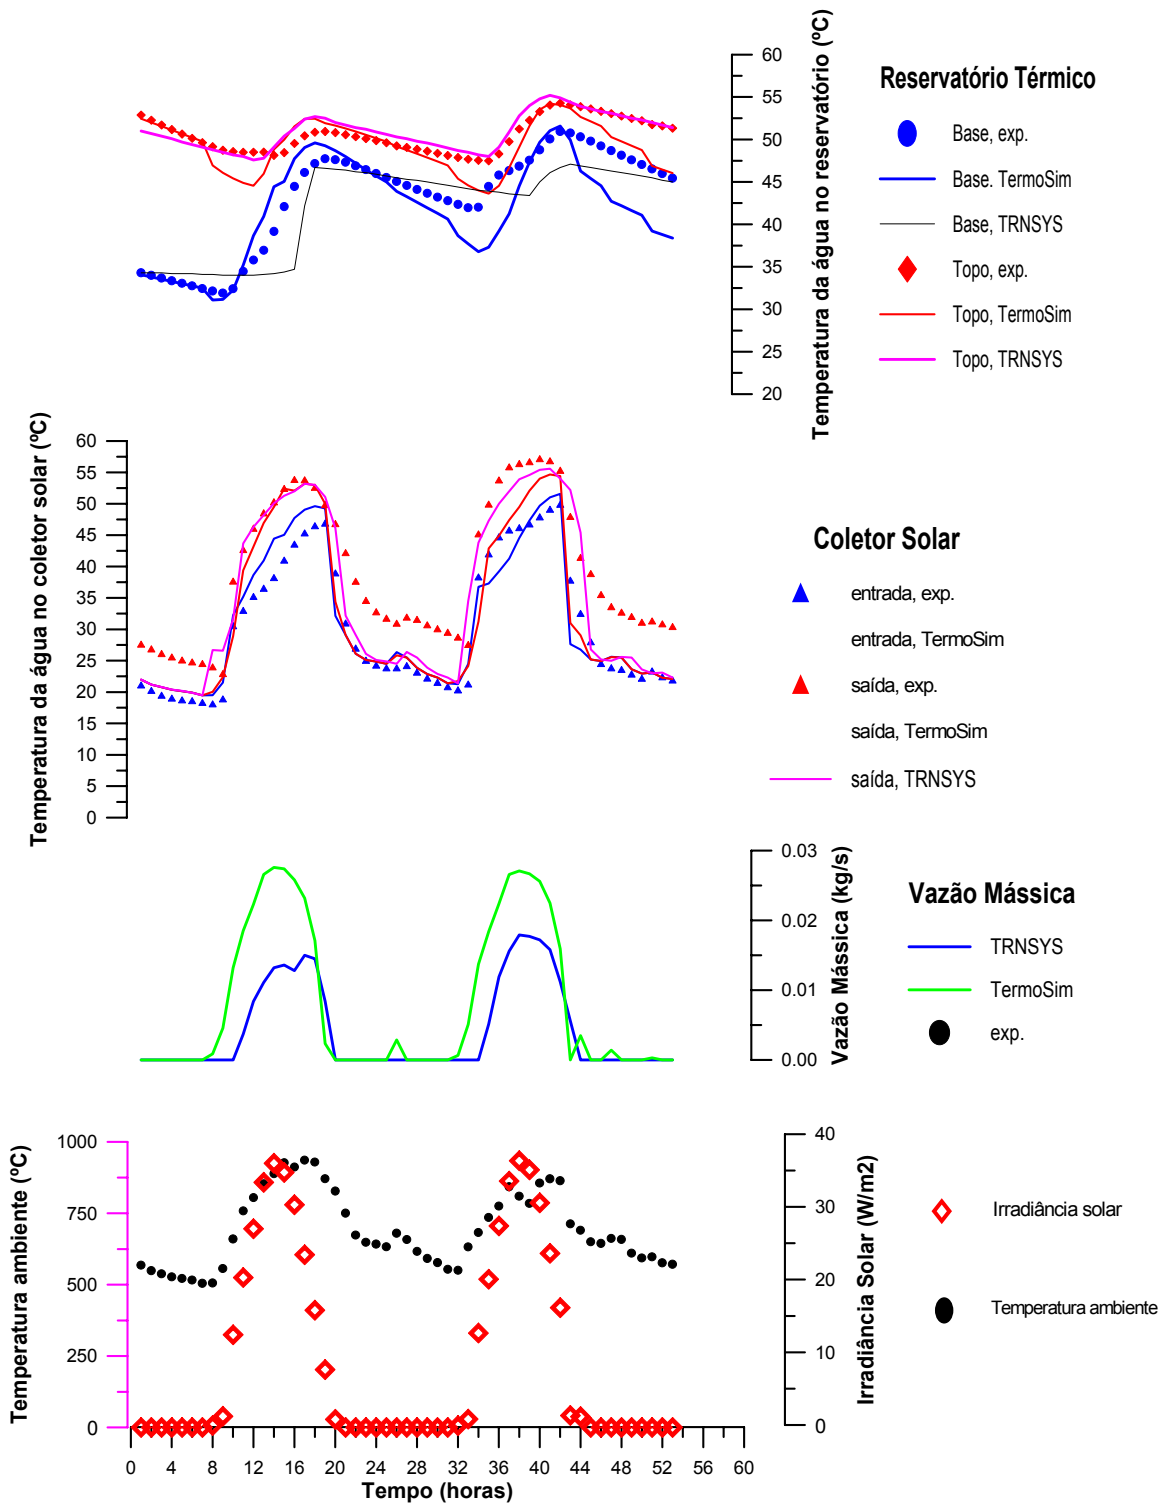 Temperatura da água no reservatório (ºC)
60
55
50
45
40
35
30
25
20
Reservatório Térmico
Base, exp.
Base. TermoSim
Base, TRNSYS
Topo, exp.
Topo, TermoSim
Topo, TRNSYS
Temperatura da água no coletor solar (ºC)
60
55
50
45
40
35
30
25
20
15
10
5
0
Coletor Solar
entrada, exp.
entrada, TermoSim
saída, exp.
saída, TermoSim
saída, TRNSYS
Vazão Mássica (kg/s)
0.03
0.02
0.01
0.00
Vazão Mássica
TRNSYS
TermoSim
exp.
Temperatura ambiente (ºC)
1000
750
500
250
0
Irradiância Solar (W/m2)
40
30
20
10
0
Irradiância solar
Temperatura ambiente
0 4 8 12 16 20 24 28 32 36 40 44 48 52 56 60
Tempo (horas)